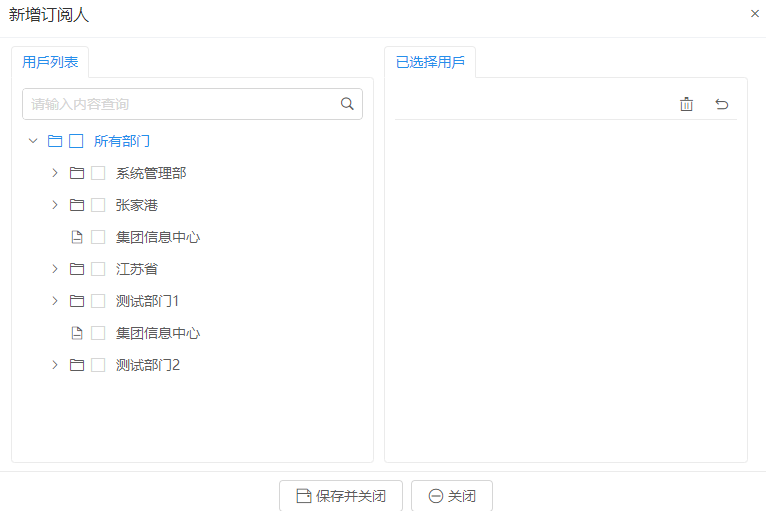 新增订阅人
用戶列表
已选择用戶
请输入内容查询
所有部门
系统管理部
张家港
集团信息中心
江苏省
测试部门1
集团信息中心
测试部门2
保存并关闭
关闭